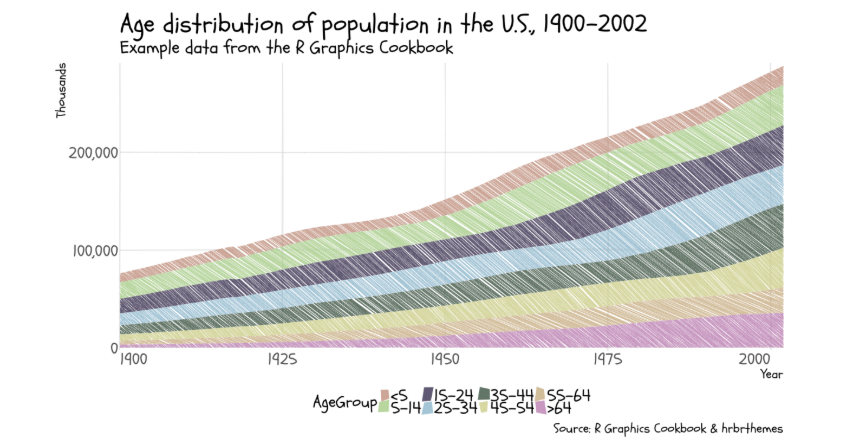 Age distribution of population in the U.S., 1900-2002
Example data from the R Graphics Cookbook
Thousands
200,000
100,000
0
1900 1925 1950 1975 2000
Year
AgeGroup <5 15-24 35-44 55-64
5-14 25-34 45-54 >64
Source: R Graphics Cookbook & hrbrthemes